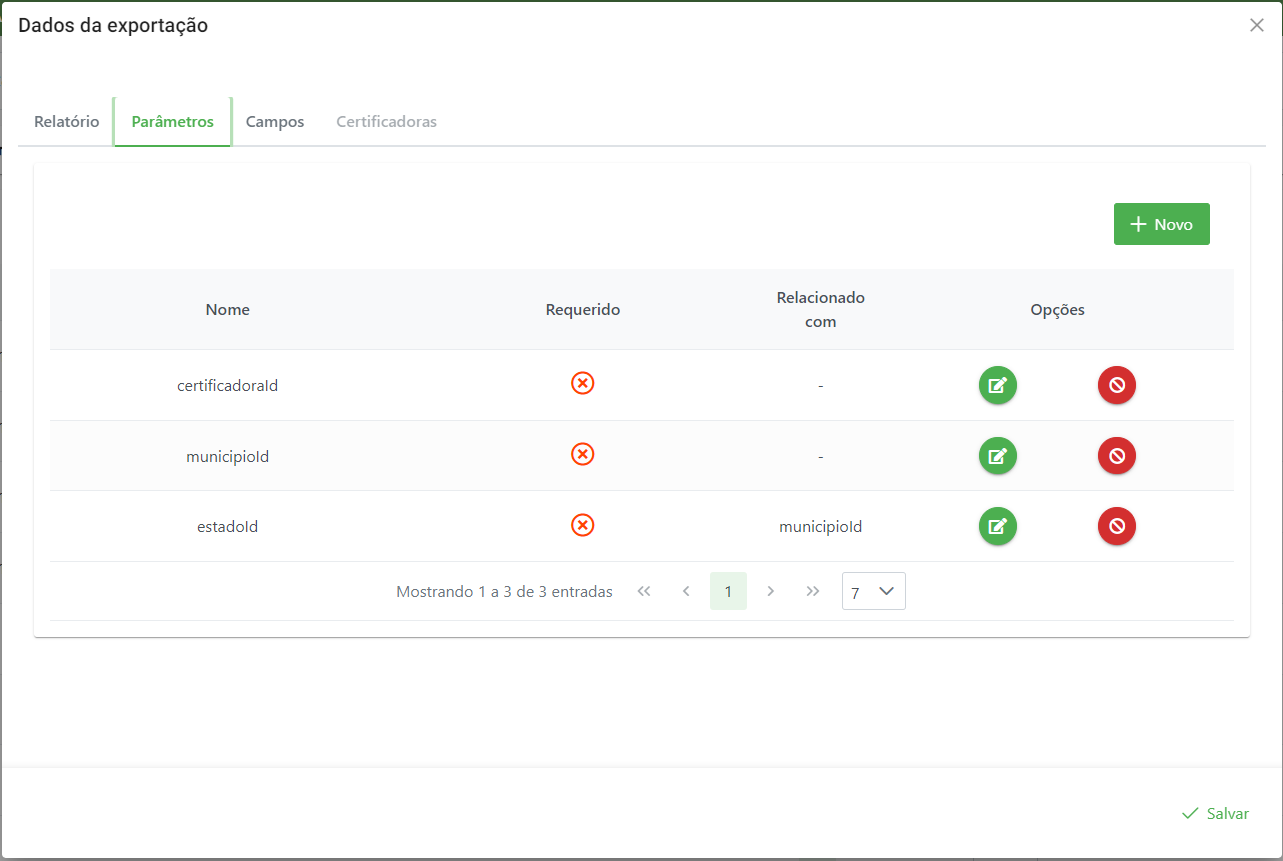 Dados da exportação
Relatório Parâmetros Campos Certificadoras
Novo
Nome Requerido Relacionado com Opções
certificadoraId -
municipioId -
estadoId municipioId
Mostrando 1 a 3 de 3 entradas 1 7
Salvar